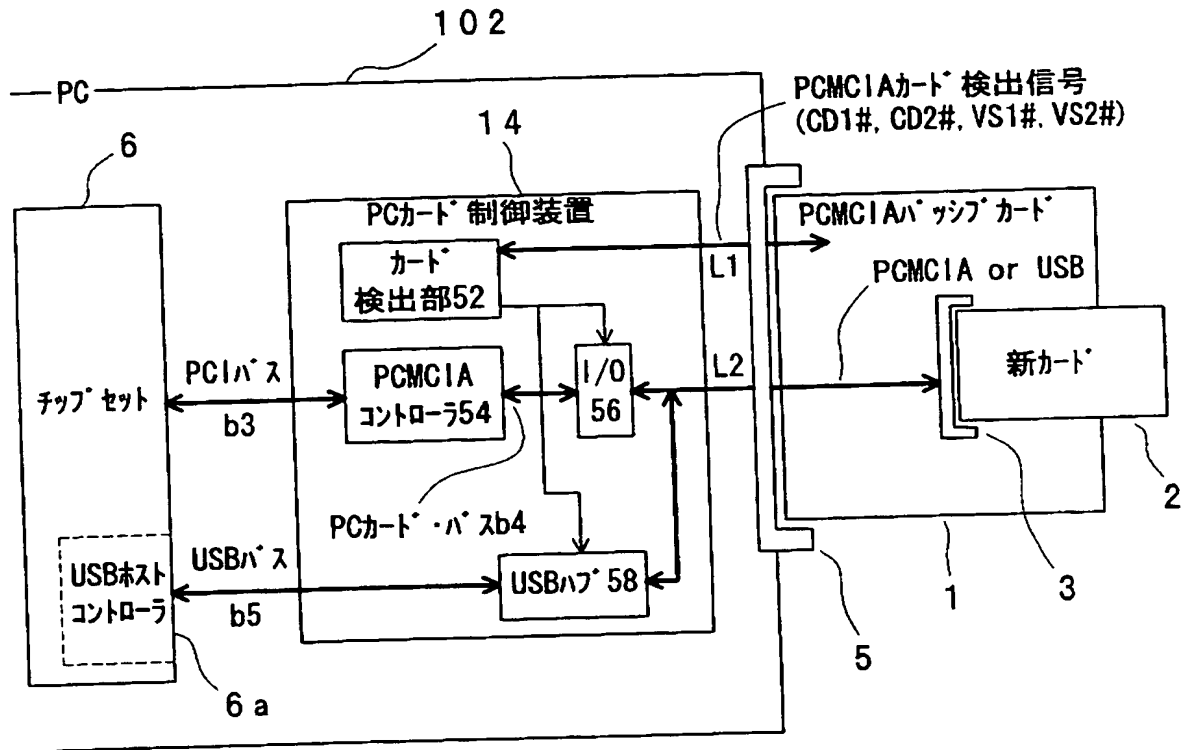 102
PC
PCMCIAカード検出信号
(CD1#, CD2#, VS1#, VS2#)
14
6
PCカード制御装置
PCMCIAパッシブカード
カード
検出部52
L1
PCMCIA or USB
PCIバス
b3
チップセット
PCMCIA
コントローラ54
I/O
56
L2
新カード
2
PCカード・バスb4
USBバス
b5
USBハブ58
USBホスト
コントローラ
3
1
5
6a